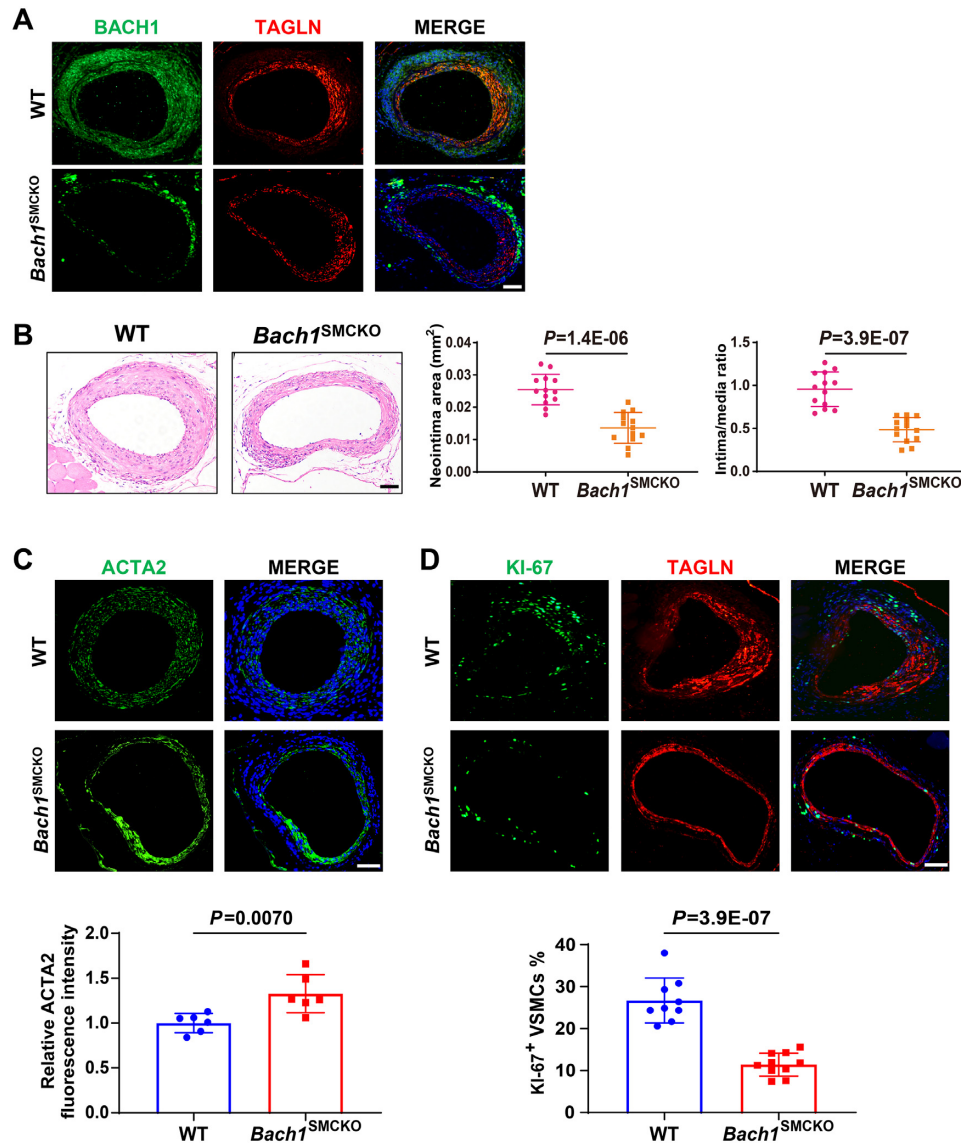 A
BACH1 TAGLN MERGE
WT
Bach1SMCKO
B
WT Bach1SMCKO
Neointima area (mm2)
0.04
0.03
0.02
0.01
0.00
P=1.4E-06
WT Bach1SMCKO
Intima/media ratio
1.5
1.0
0.5
0.0
P=3.9E-07
WT Bach1SMCKO
C
ACTA2 MERGE
WT
Bach1SMCKO
D
KI-67 TAGLN MERGE
WT
Bach1SMCKO
Relative ACTA2
fluorescence intensity
2.0
1.5
1.0
0.5
0.0
P=0.0070
WT Bach1SMCKO
KI-67+ VSMCs %
40
30
20
10
0
P=3.9E-07
WT Bach1SMCKO